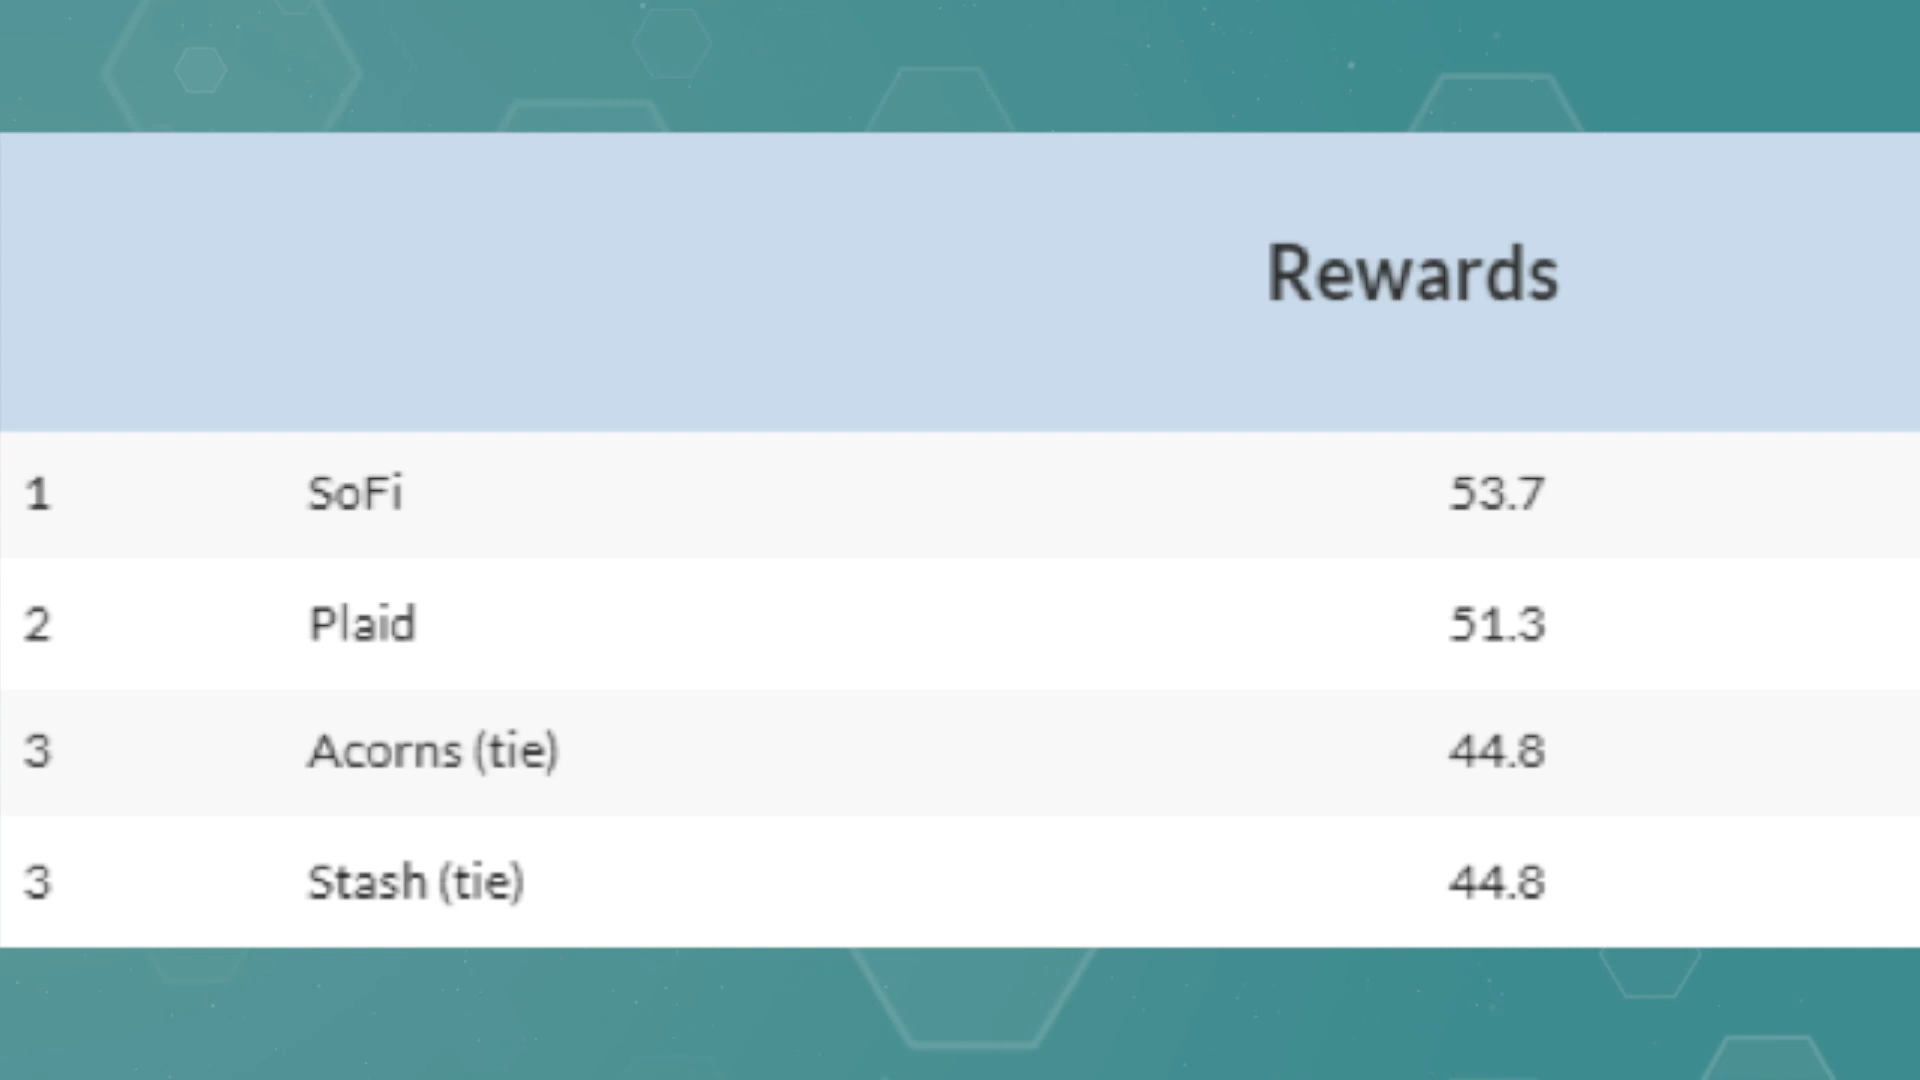 Rewards
1 SoFi 53.7
2 Plaid 51.3
3 Acorns (tie) 44.8
3 Stash (tie) 44.8